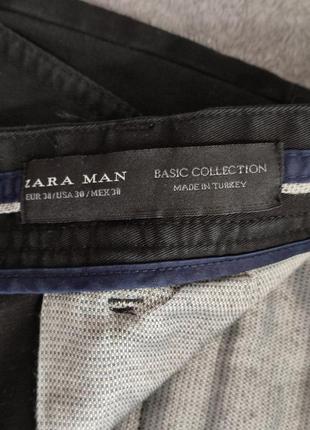 ZARA MAN
EUR 38/USA 30/MEX 30
BASIC COLLECTION
MADE IN TURKEY